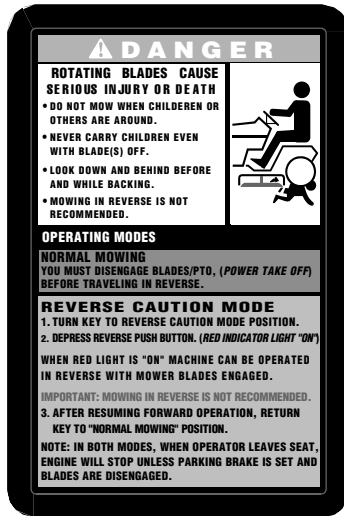 DANGER
ROTATING BLADES CAUSE
SERIOUS INJURY OR DEATH
• DO NOT MOW WHEN CHILDEREN OR
OTHERS ARE AROUND.
• NEVER CARRY CHILDREN EVEN
WITH BLADE(S) OFF.
• LOOK DOWN AND BEHIND BEFORE
AND WHILE BACKING.
• MOWING IN REVERSE IS NOT
RECOMMENDED.
OPERATING MODES
NORMAL MOWING
YOU MUST DISENGAGE BLADES/PTO, (POWER TAKE OFF)
BEFORE TRAVELING IN REVERSE.
REVERSE CAUTION MODE
1. TURN KEY TO REVERSE CAUTION MODE POSITION.
2. DEPRESS REVERSE PUSH BUTTON. (RED INDICATOR LIGHT "ON")
WHEN RED LIGHT IS "ON" MACHINE CAN BE OPERATED
IN REVERSE WITH MOWER BLADES ENGAGED.
IMPORTANT: MOWING IN REVERSE IS NOT RECOMMENDED.
3. AFTER RESUMING FORWARD OPERATION, RETURN
KEY TO "NORMAL MOWING" POSITION.
NOTE: IN BOTH MODES, WHEN OPERATOR LEAVES SEAT,
ENGINE WILL STOP UNLESS PARKING BRAKE IS SET AND
BLADES ARE DISENGAGED.